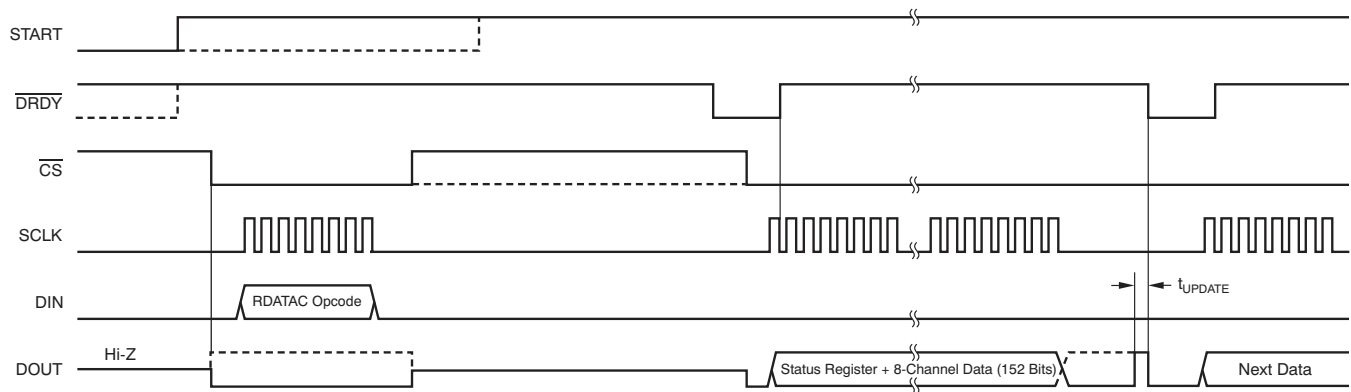 START
DRDY
CS
SCLK
DIN
RDATAC Opcode
tUPDATE
DOUT
Hi-Z
Status Register + 8-Channel Data (152 Bits)
Next Data